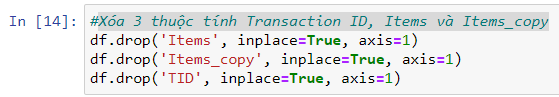 In [14]: #Xóa 3 thuộc tính Transaction ID, Items và Items_copy
df.drop('Items', inplace=True, axis=1)
df.drop('Items_copy', inplace=True, axis=1)
df.drop('TID', inplace=True, axis=1)